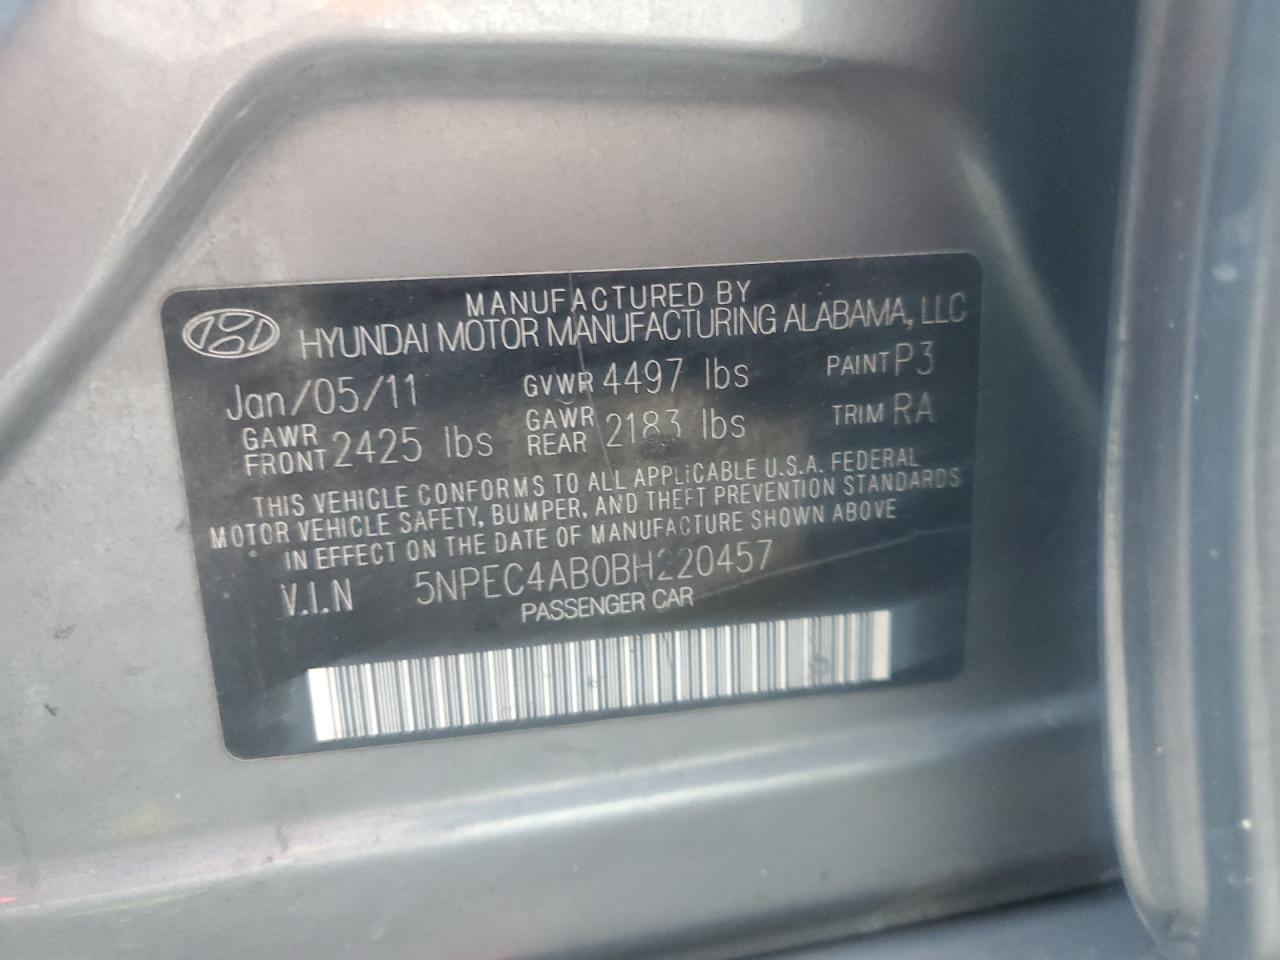 MANUFACTURED BY
HYUNDAI MOTOR MANUFACTURING ALABAMA, LLC
Jan/05/11 GVWR 4497 lbs PAINT P3
GAWR FRONT 2425 lbs GAWR REAR 2183 lbs TRIM RA
THIS VEHICLE CONFORMS TO ALL APPLICABLE U.S.A. FEDERAL
MOTOR VEHICLE SAFETY, BUMPER, AND THEFT PREVENTION STANDARDS
IN EFFECT ON THE DATE OF MANUFACTURE SHOWN ABOVE
V.I.N 5NPEC4AB0BH220457
PASSENGER CAR